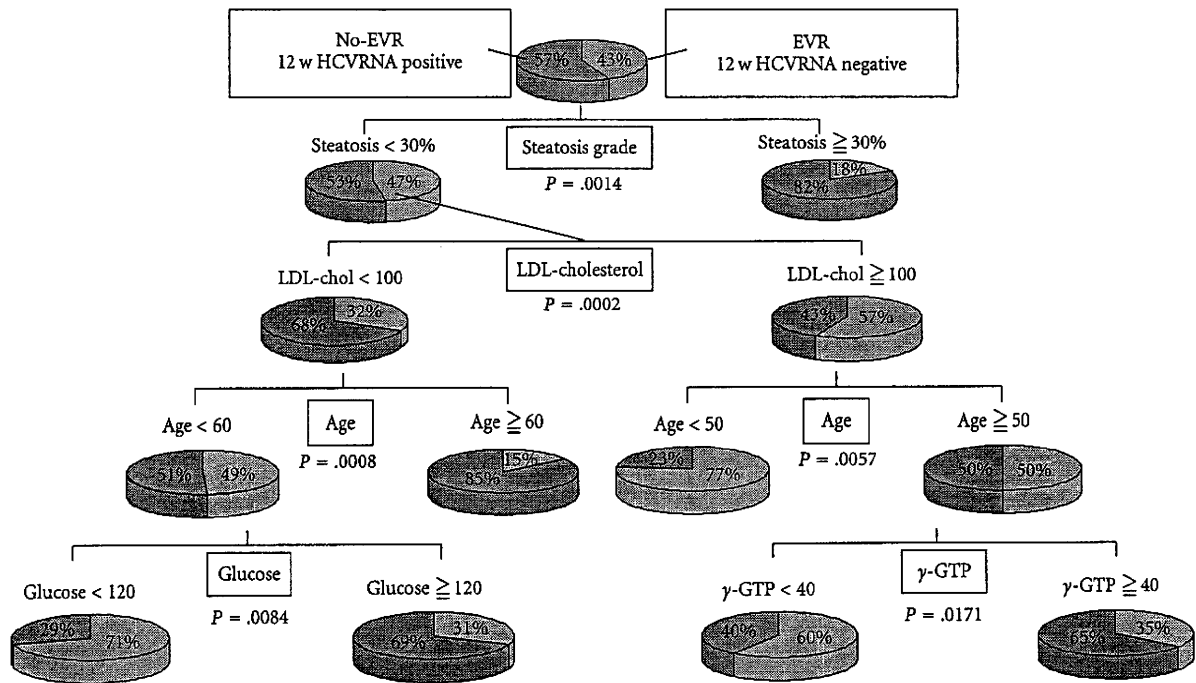 No-EVR
12 w HCVRNA positive
57%
43%
EVR
12 w HCVRNA negative
Steatosis < 30%
53%
47%
Steatosis grade
P = .0014
Steatosis ≧ 30%
18%
82%
LDL-chol < 100
32%
68%
LDL-cholesterol
P = .0002
LDL-chol ≧ 100
43%
57%
Age < 60
51%
49%
Age
P = .0008
Age ≧ 60
15%
85%
Age < 50
23%
77%
Age
P = .0057
Age ≧ 50
50%
50%
Glucose < 120
29%
71%
Glucose
P = .0084
Glucose ≧ 120
31%
69%
γ-GTP < 40
40%
60%
γ-GTP
P = .0171
γ-GTP ≧ 40
65%
35%